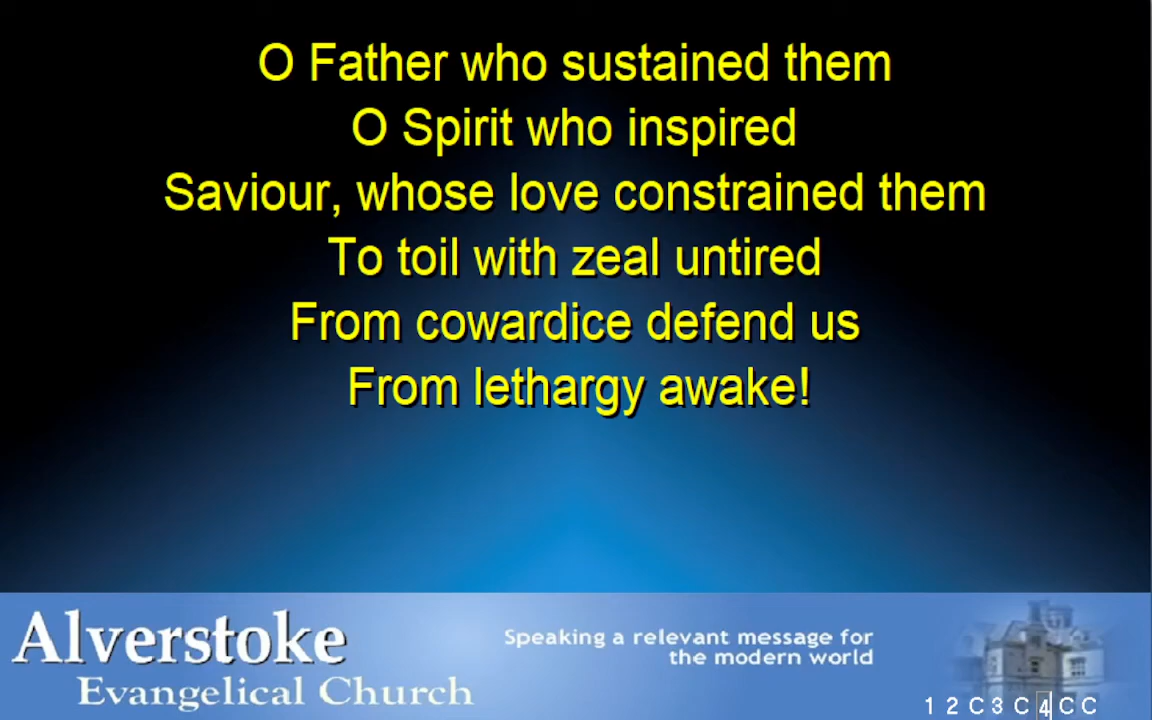 O Father who sustained them
O Spirit who inspired
Saviour, whose love constrained them
To toil with zeal untired
From cowardice defend us
From lethargy awake!
Alverstoke
Evangelical Church
Speaking a relevant message for
the modern world
1 2 C 3 C 4 C C